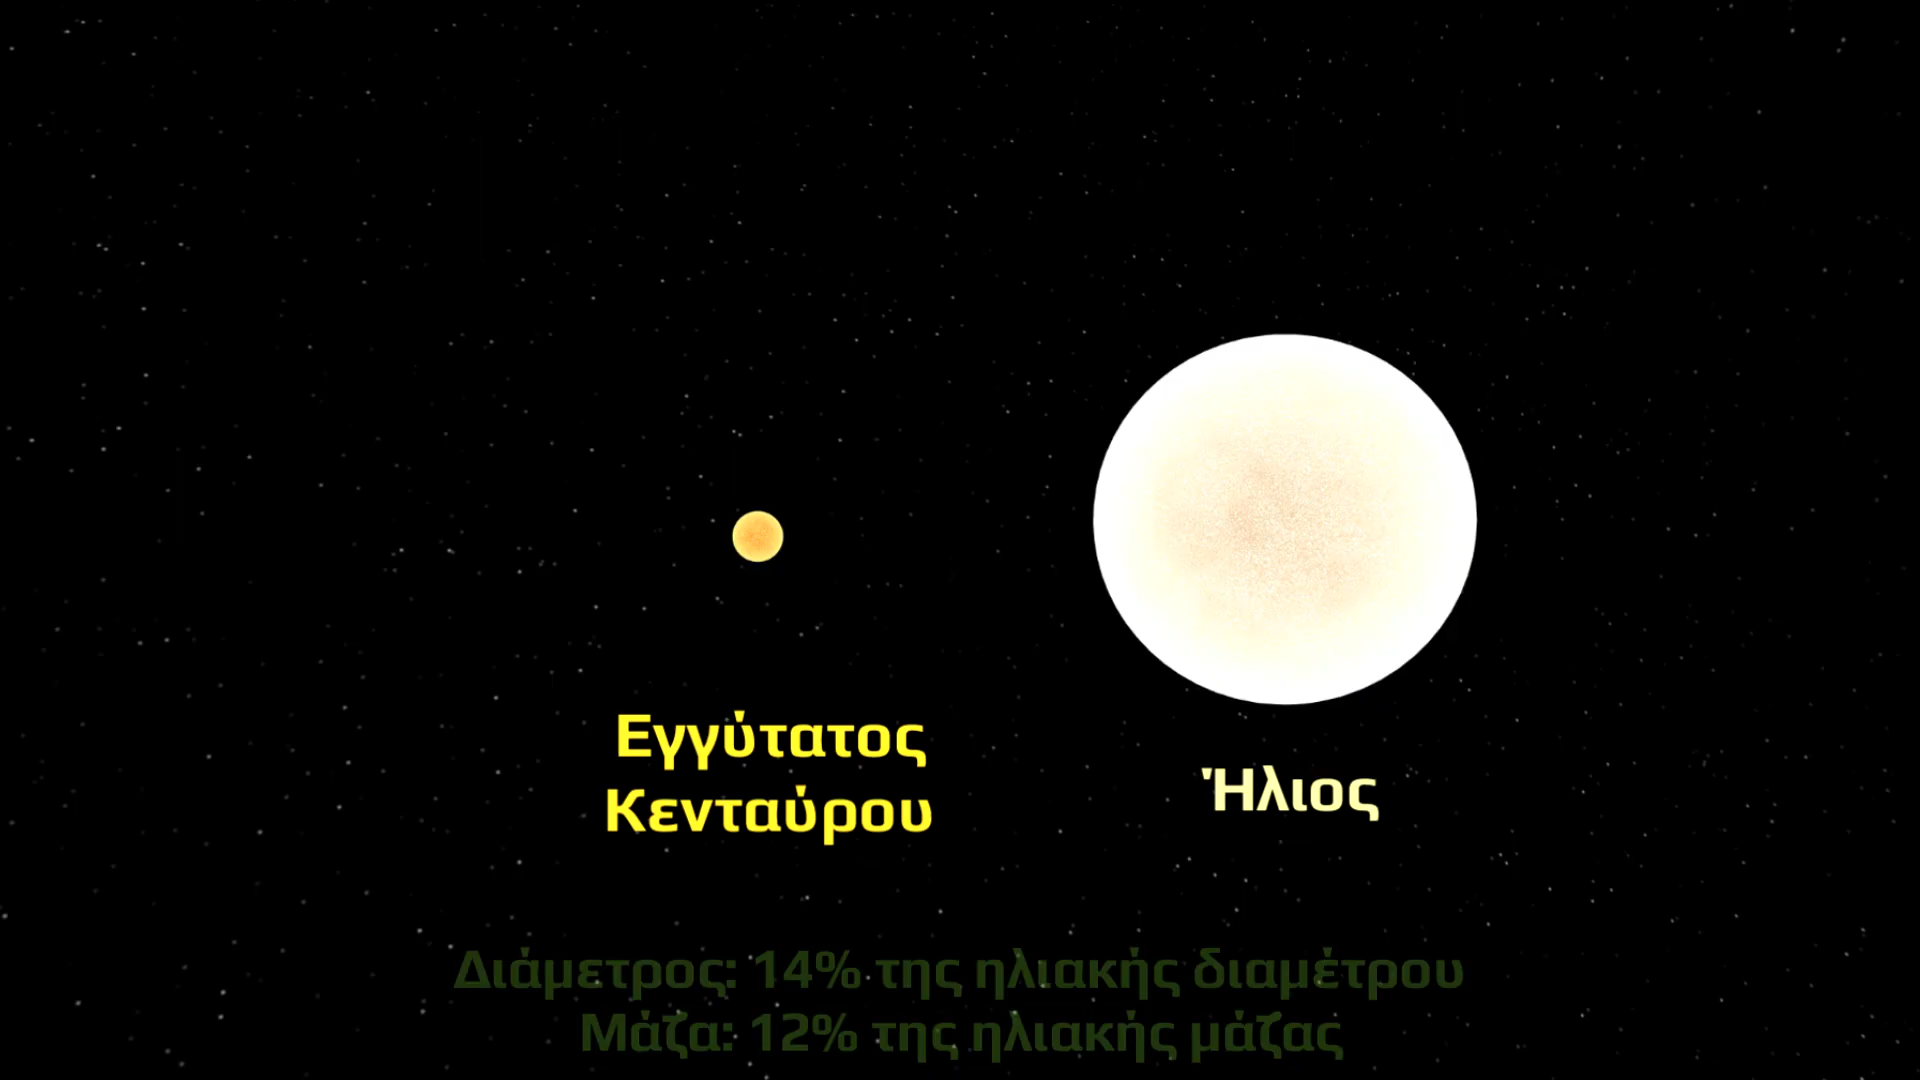 Εγγύτατος
Κενταύρου
Ήλιος
Διάμετρος: 14% της ηλιακής διαμέτρου
Μάζα: 12% της ηλιακής μάζας